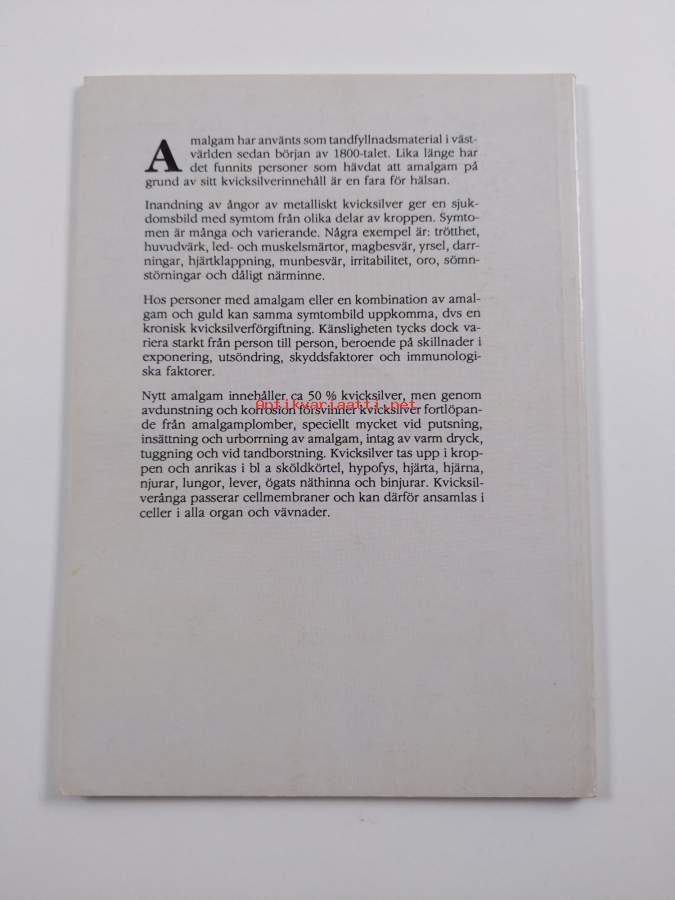 Amalgam har använts som tandfyllnadsmaterial i väst-
världen sedan början av 1800-talet. Lika länge har
det funnits personer som hävdat att amalgam på
grund av sitt kvicksilverinnehåll är en fara för hälsan.
Inandning av ångor av metalliskt kvicksilver ger en sjuk-
domsbild med symtom från olika delar av kroppen. Symto-
men är många och varierande. Några exempel är: trötthet,
huvudvärk, led- och muskelsmärtor, magbesvär, yrsel, darr-
ningar, hjärtklappning, munbesvär, irritabilitet, oro, sömn-
störningar och dåligt närminne.
Hos personer med amalgam eller en kombination av amal-
gam och guld kan samma symtombild uppkomma, dvs en
kronisk kvicksilverförgiftning. Känsligheten tycks dock va-
riera starkt från person till person, beroende på skillnader i
exponering, utsöndring, skyddsfaktorer och immunologi-
ska faktorer.
Nytt amalgam innehåller ca 50 % kvicksilver, men genom
avdunstning och korrosion försvinner kvicksilver fortlöpan-
Antikvariaatti.net
de från amalgamplomber, speciellt mycket vid putsning,
insättning och urborrning av amalgam, intag av varm dryck,
tuggning och vid tandborstning. Kvicksilver tas upp i krop-
pen och anrikas i bl a sköldkörtel, hypofys, hjärta, hjärna,
njurar, lungor, lever, ögats näthinna och binjurar. Kvicksil-
verånga passerar cellmembraner och kan därför ansamlas i
celler i alla organ och vävnader.